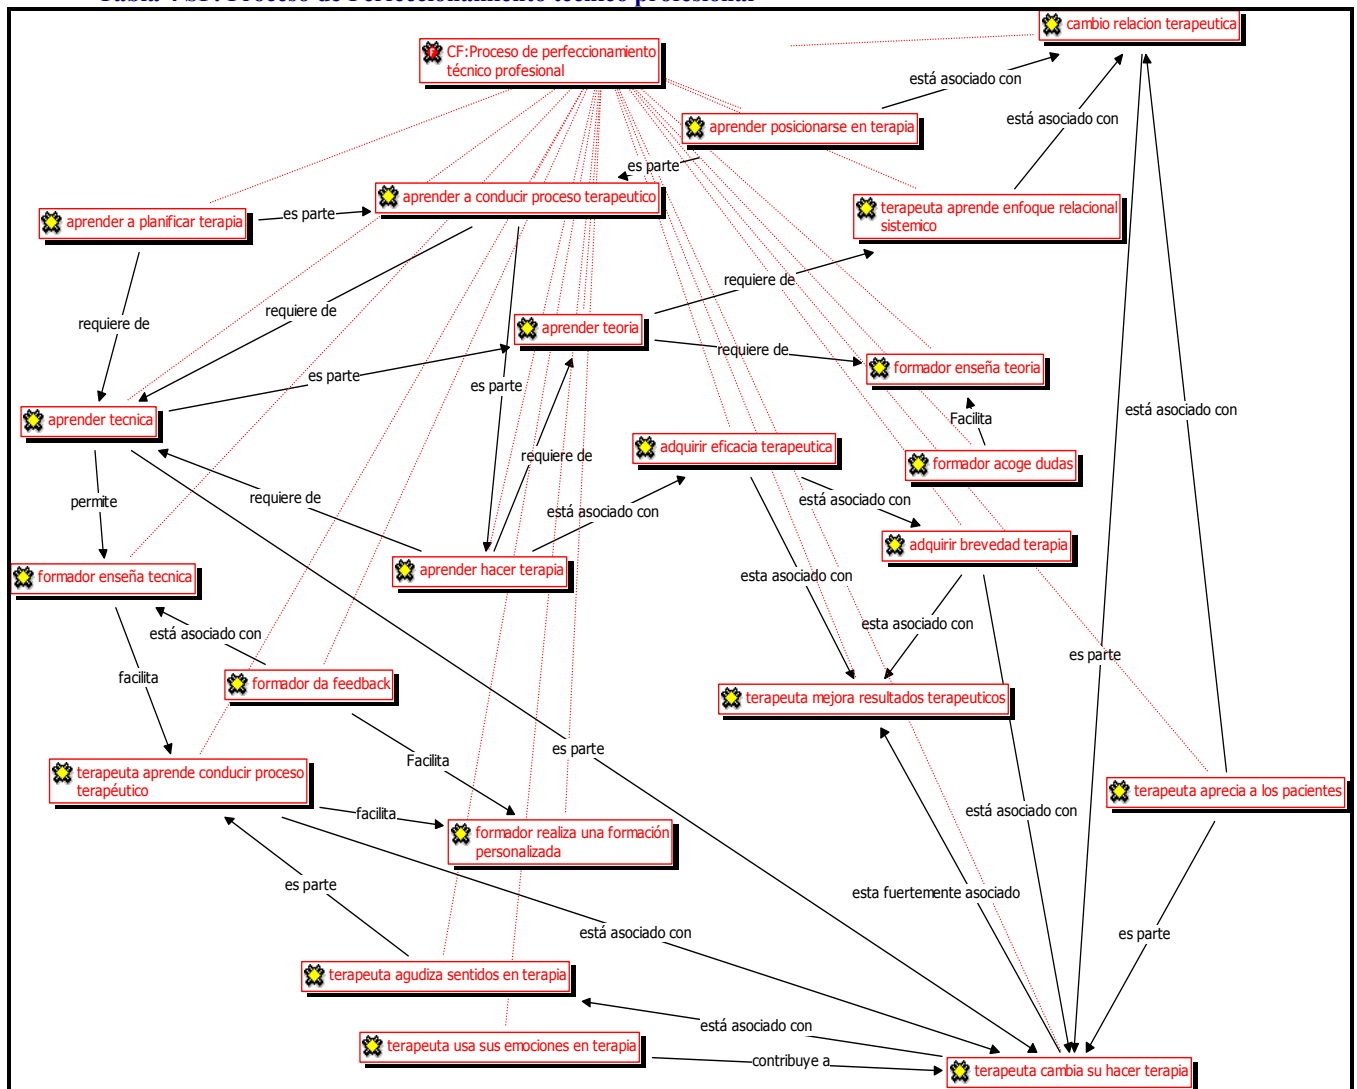 Tabla 4 SP: Proceso de Perfeccionamiento técnico profesional
cambio relacion terapeutica
CF:Proceso de perfeccionamiento
técnico profesional
está asociado con
aprender posicionarse en terapia
está asociado con
es parte
aprender a conducir proceso terapeutico
terapeuta aprende enfoque relacional
sistemico
aprender a planificar terapia
es parte
requiere de
requiere de
requiere de
aprender teoria
requiere de
formador enseña teoria
es parte
es parte
aprender tecnica
está asociado con
Facilita
adquirir eficacia terapeutica
requiere de
formador acoge dudas
permite
requiere de
está asociado con
está asociado con
adquirir brevedad terapia
formador enseña tecnica
aprender hacer terapia
esta asociado con
está asociado con
esta asociado con
es parte
facilita
formador da feedback
terapeuta mejora resultados terapeuticos
es parte
Facilita
terapeuta aprende conducir proceso
terapéutico
terapeuta aprecia a los pacientes
facilita
está asociado con
formador realiza una formación
personalizada
es parte
esta fuertemente asociado
está asociado con
es parte
terapeuta agudiza sentidos en terapia
está asociado con
terapeuta usa sus emociones en terapia
contribuye a
terapeuta cambia su hacer terapia